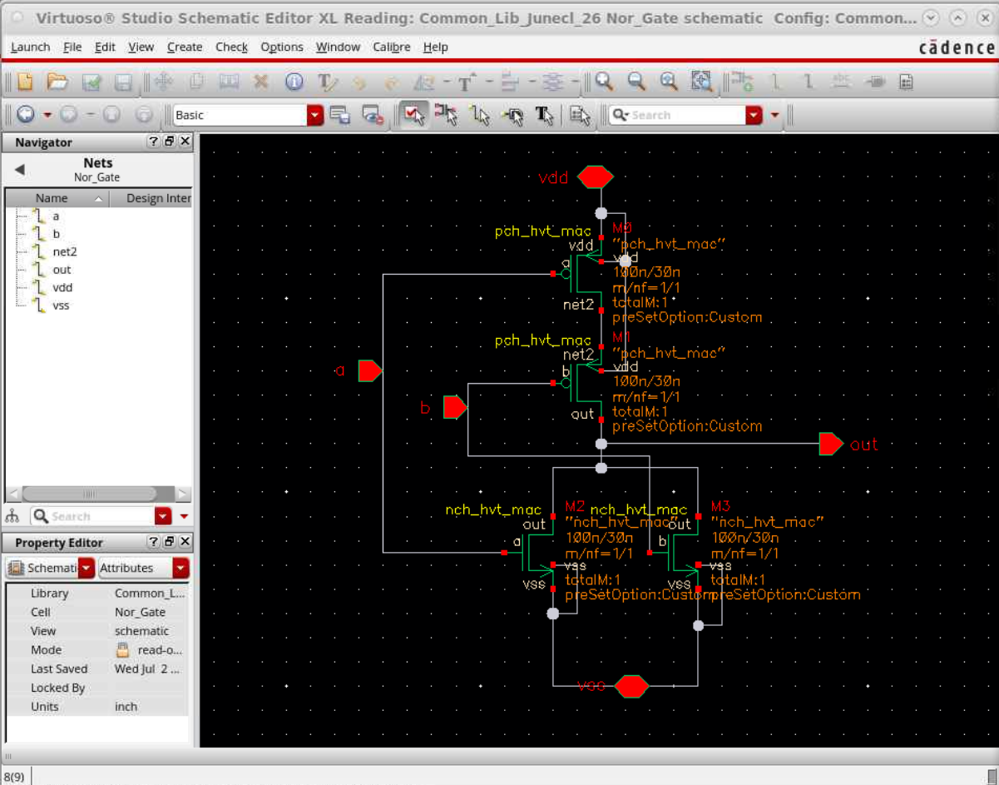 Virtuoso® Studio Schematic Editor XL Reading: Common_Lib_Junecl_26 Nor_Gate schematic Config: Common...
Launch File Edit View Create Check Options Window Calibre Help
cādence
Basic
Search
Navigator
Nets
Nor_Gate
Name Design Inter
a
b
net2
out
vdd
vss
Search
Property Editor
Schemati Attributes
Library Common_L...
Cell Nor_Gate
View schematic
Mode read-o...
Last Saved Wed Jul 2 ...
Locked By
Units inch
8(9)
vdd
pch_hvt_mac M0
vdd "pch_hvt_mac"
a vdd
100n/30n
m/nf=1/1
net2 totalM:1
preSetOption:Custom
pch_hvt_mac M1
net2 "pch_hvt_mac"
a b vdd
100n/30n
m/nf=1/1
out totalM:1
b preSetOption:Custom
out
nch_hvt_mac M2 nch_hvt_mac M3
out "nch_hvt_mac" out "nch_hvt_mac"
a 100n/30n b 100n/30n
m/nf=1/1 m/nf=1/1
vss vss
vss totalM:1 vss totalM:1
preSetOption:Custom preSetOption:Custom
vss